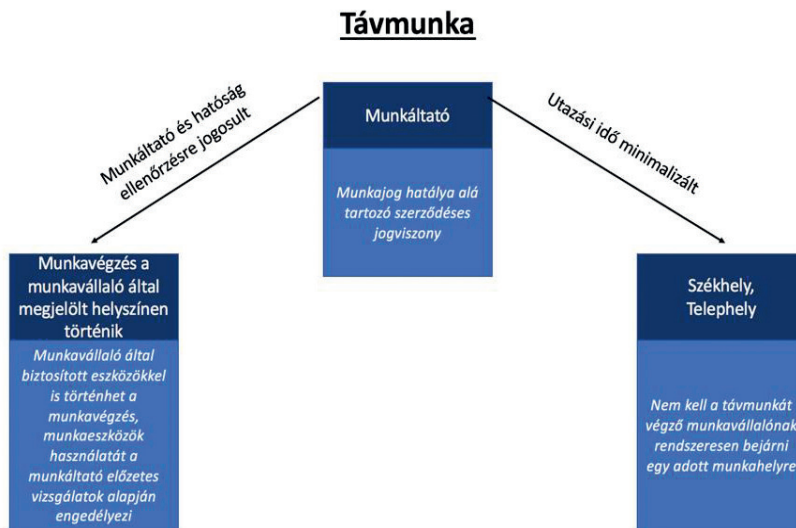 Távmunka
Munkáltató és hatóság
ellenőrzésre jogosult
Munkáltató
Munkajog hatálya alá
tartozó szerződéses
jogviszony
Utazási idő minimalizált
Munkavégzés a
munkavállaló által
megjelölt helyszínen
történik
Munkavállaló által
biztosított eszközökkel
is történhet a
munkavégzés,
munkaeszközök
használatát a
munkáltató előzetes
vizsgálatok alapján
engedélyezi
Székhely,
Telephely
Nem kell a távmunkát
végző munkavállalónak
rendszeresen bejárni
egy adott munkahelyre